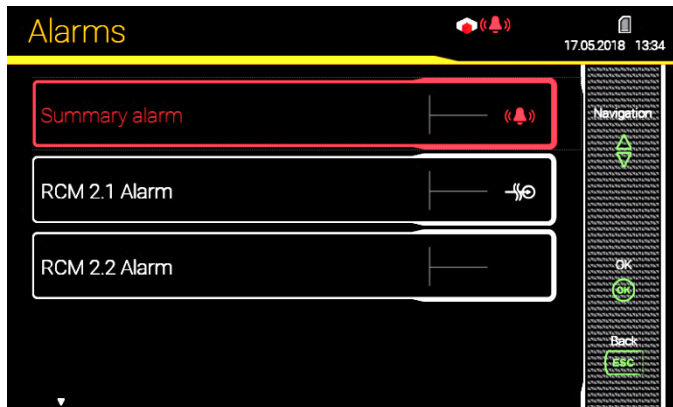 Alarms
17.05.2018 13:34
Navigation
Summary alarm
RCM 2.1 Alarm
RCM 2.2 Alarm
OK
OK
Back
ESC